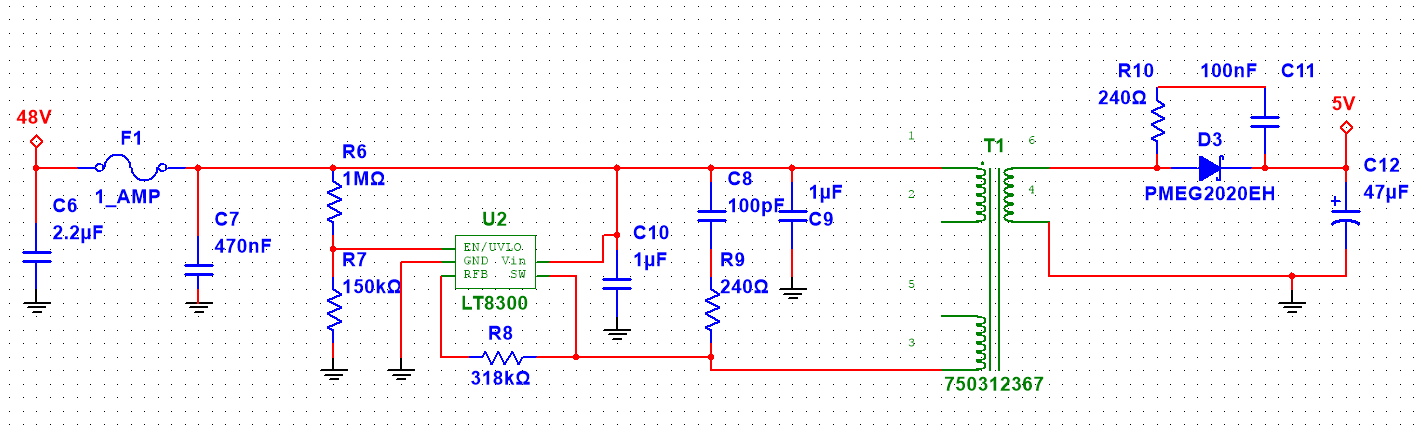 48V
F1
1_AMP
C6
2.2µF
C7
470nF
R6
1MΩ
R7
150kΩ
U2
EN/UVLO
GND Vin
RFB SW
LT8300
R8
318kΩ
C10
1µF
C8
100pF
R9
240Ω
1µF
C9
1
2
5
3
T1
6
4
750312367
R10
240Ω
100nF C11
D3
PMEG2020EH
5V
C12
47µF
+